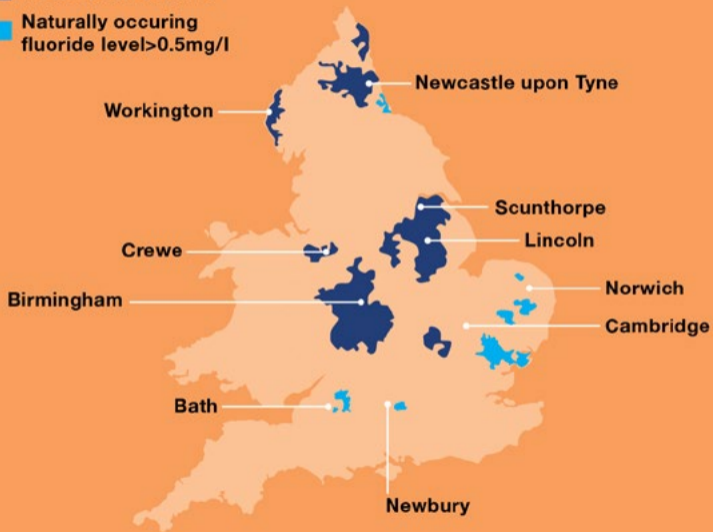 Naturally occuring
fluoride level>0.5mg/l
Newcastle upon Tyne
Workington
Scunthorpe
Lincoln
Crewe
Norwich
Birmingham
Cambridge
Bath
Newbury